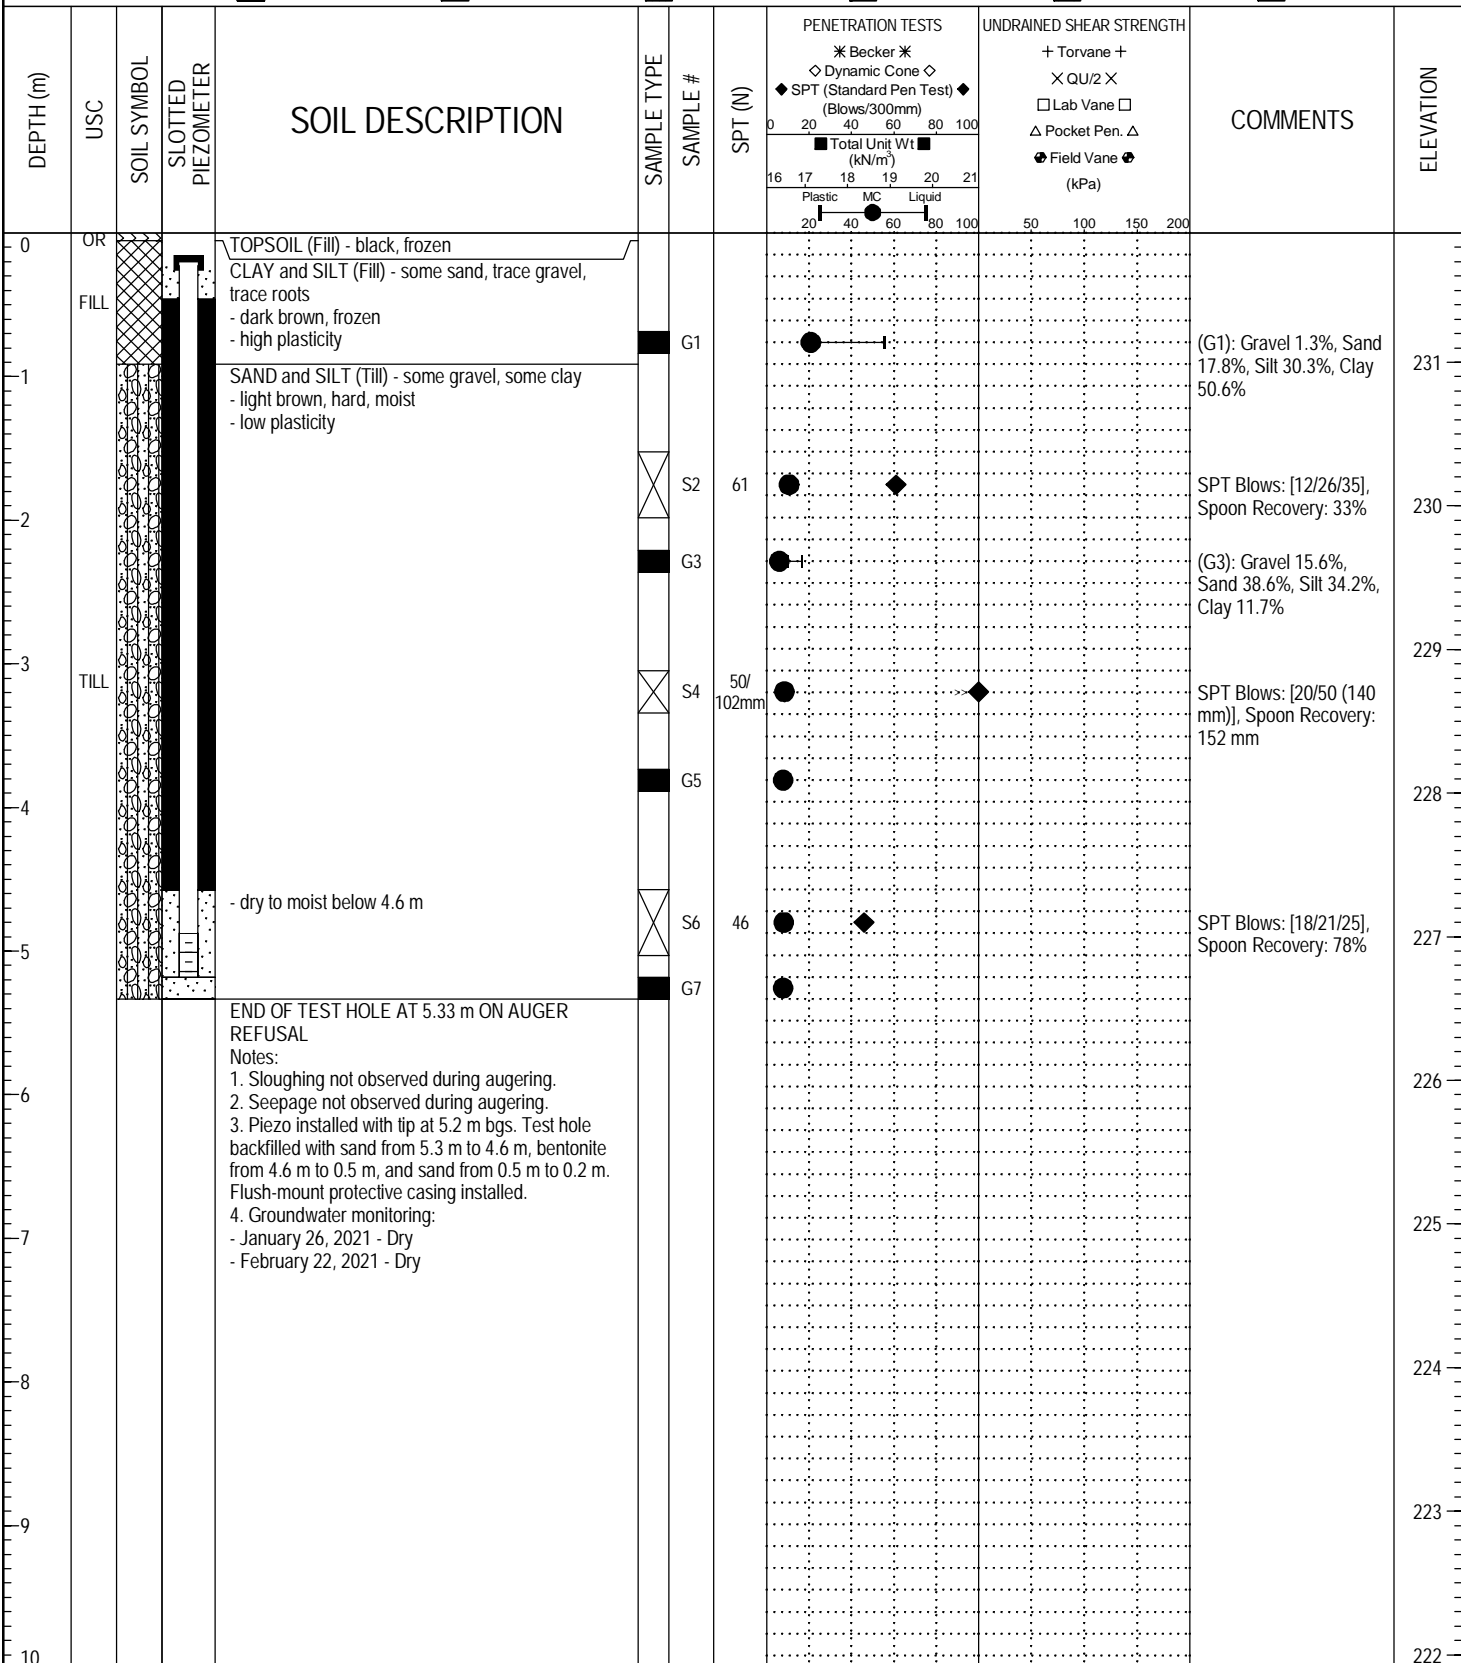 DEPTH (m)
USC
SOIL SYMBOL
SLOTTED
PIEZOMETER
SOIL DESCRIPTION
SAMPLE TYPE
SAMPLE #
SPT (N)
PENETRATION TESTS
✳ Becker ✳
◇ Dynamic Cone ◇
◆ SPT (Standard Pen Test) ◆
(Blows/300mm)
0 20 40 60 80 100
■ Total Unit Wt ■
(kN/m³)
16 17 18 19 20 21
Plastic MC Liquid
20 40 60 80 100
UNDRAINED SHEAR STRENGTH
+ Torvane +
✕ QU/2 ✕
□ Lab Vane □
△ Pocket Pen. △
Field Vane
(kPa)
50 100 150 200
COMMENTS
ELEVATION
0
OR
TOPSOIL (Fill) - black, frozen
CLAY and SILT (Fill) - some sand, trace gravel,
trace roots
FILL
- dark brown, frozen
- high plasticity
G1
(G1): Gravel 1.3%, Sand
17.8%, Silt 30.3%, Clay
50.6%
231
1
SAND and SILT (Till) - some gravel, some clay
- light brown, hard, moist
- low plasticity
S2
61
SPT Blows: [12/26/35],
Spoon Recovery: 33%
230
2
G3
(G3): Gravel 15.6%,
Sand 38.6%, Silt 34.2%,
Clay 11.7%
229
3
TILL
S4
50/
102mm
>>
SPT Blows: [20/50 (140
mm)], Spoon Recovery:
152 mm
G5
228
4
- dry to moist below 4.6 m
S6
46
SPT Blows: [18/21/25],
Spoon Recovery: 78%
227
5
G7
END OF TEST HOLE AT 5.33 m ON AUGER
REFUSAL
Notes:
1. Sloughing not observed during augering.
2. Seepage not observed during augering.
3. Piezo installed with tip at 5.2 m bgs. Test hole
backfilled with sand from 5.3 m to 4.6 m, bentonite
from 4.6 m to 0.5 m, and sand from 0.5 m to 0.2 m.
Flush-mount protective casing installed.
4. Groundwater monitoring:
- January 26, 2021 - Dry
- February 22, 2021 - Dry
6
226
7
225
8
224
9
223
10
222